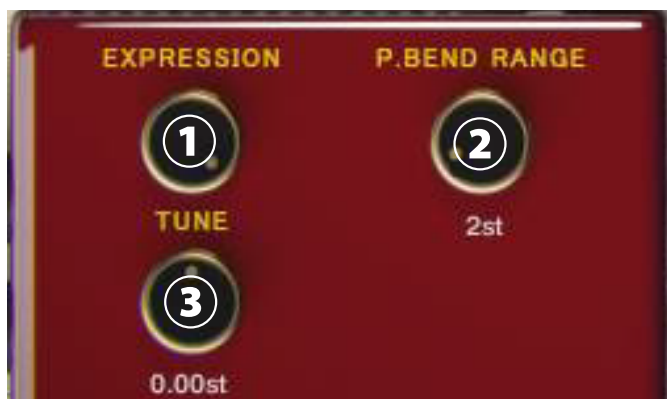 EXPRESSION P.BEND RANGE
1 2
TUNE 2st
3
0.00st